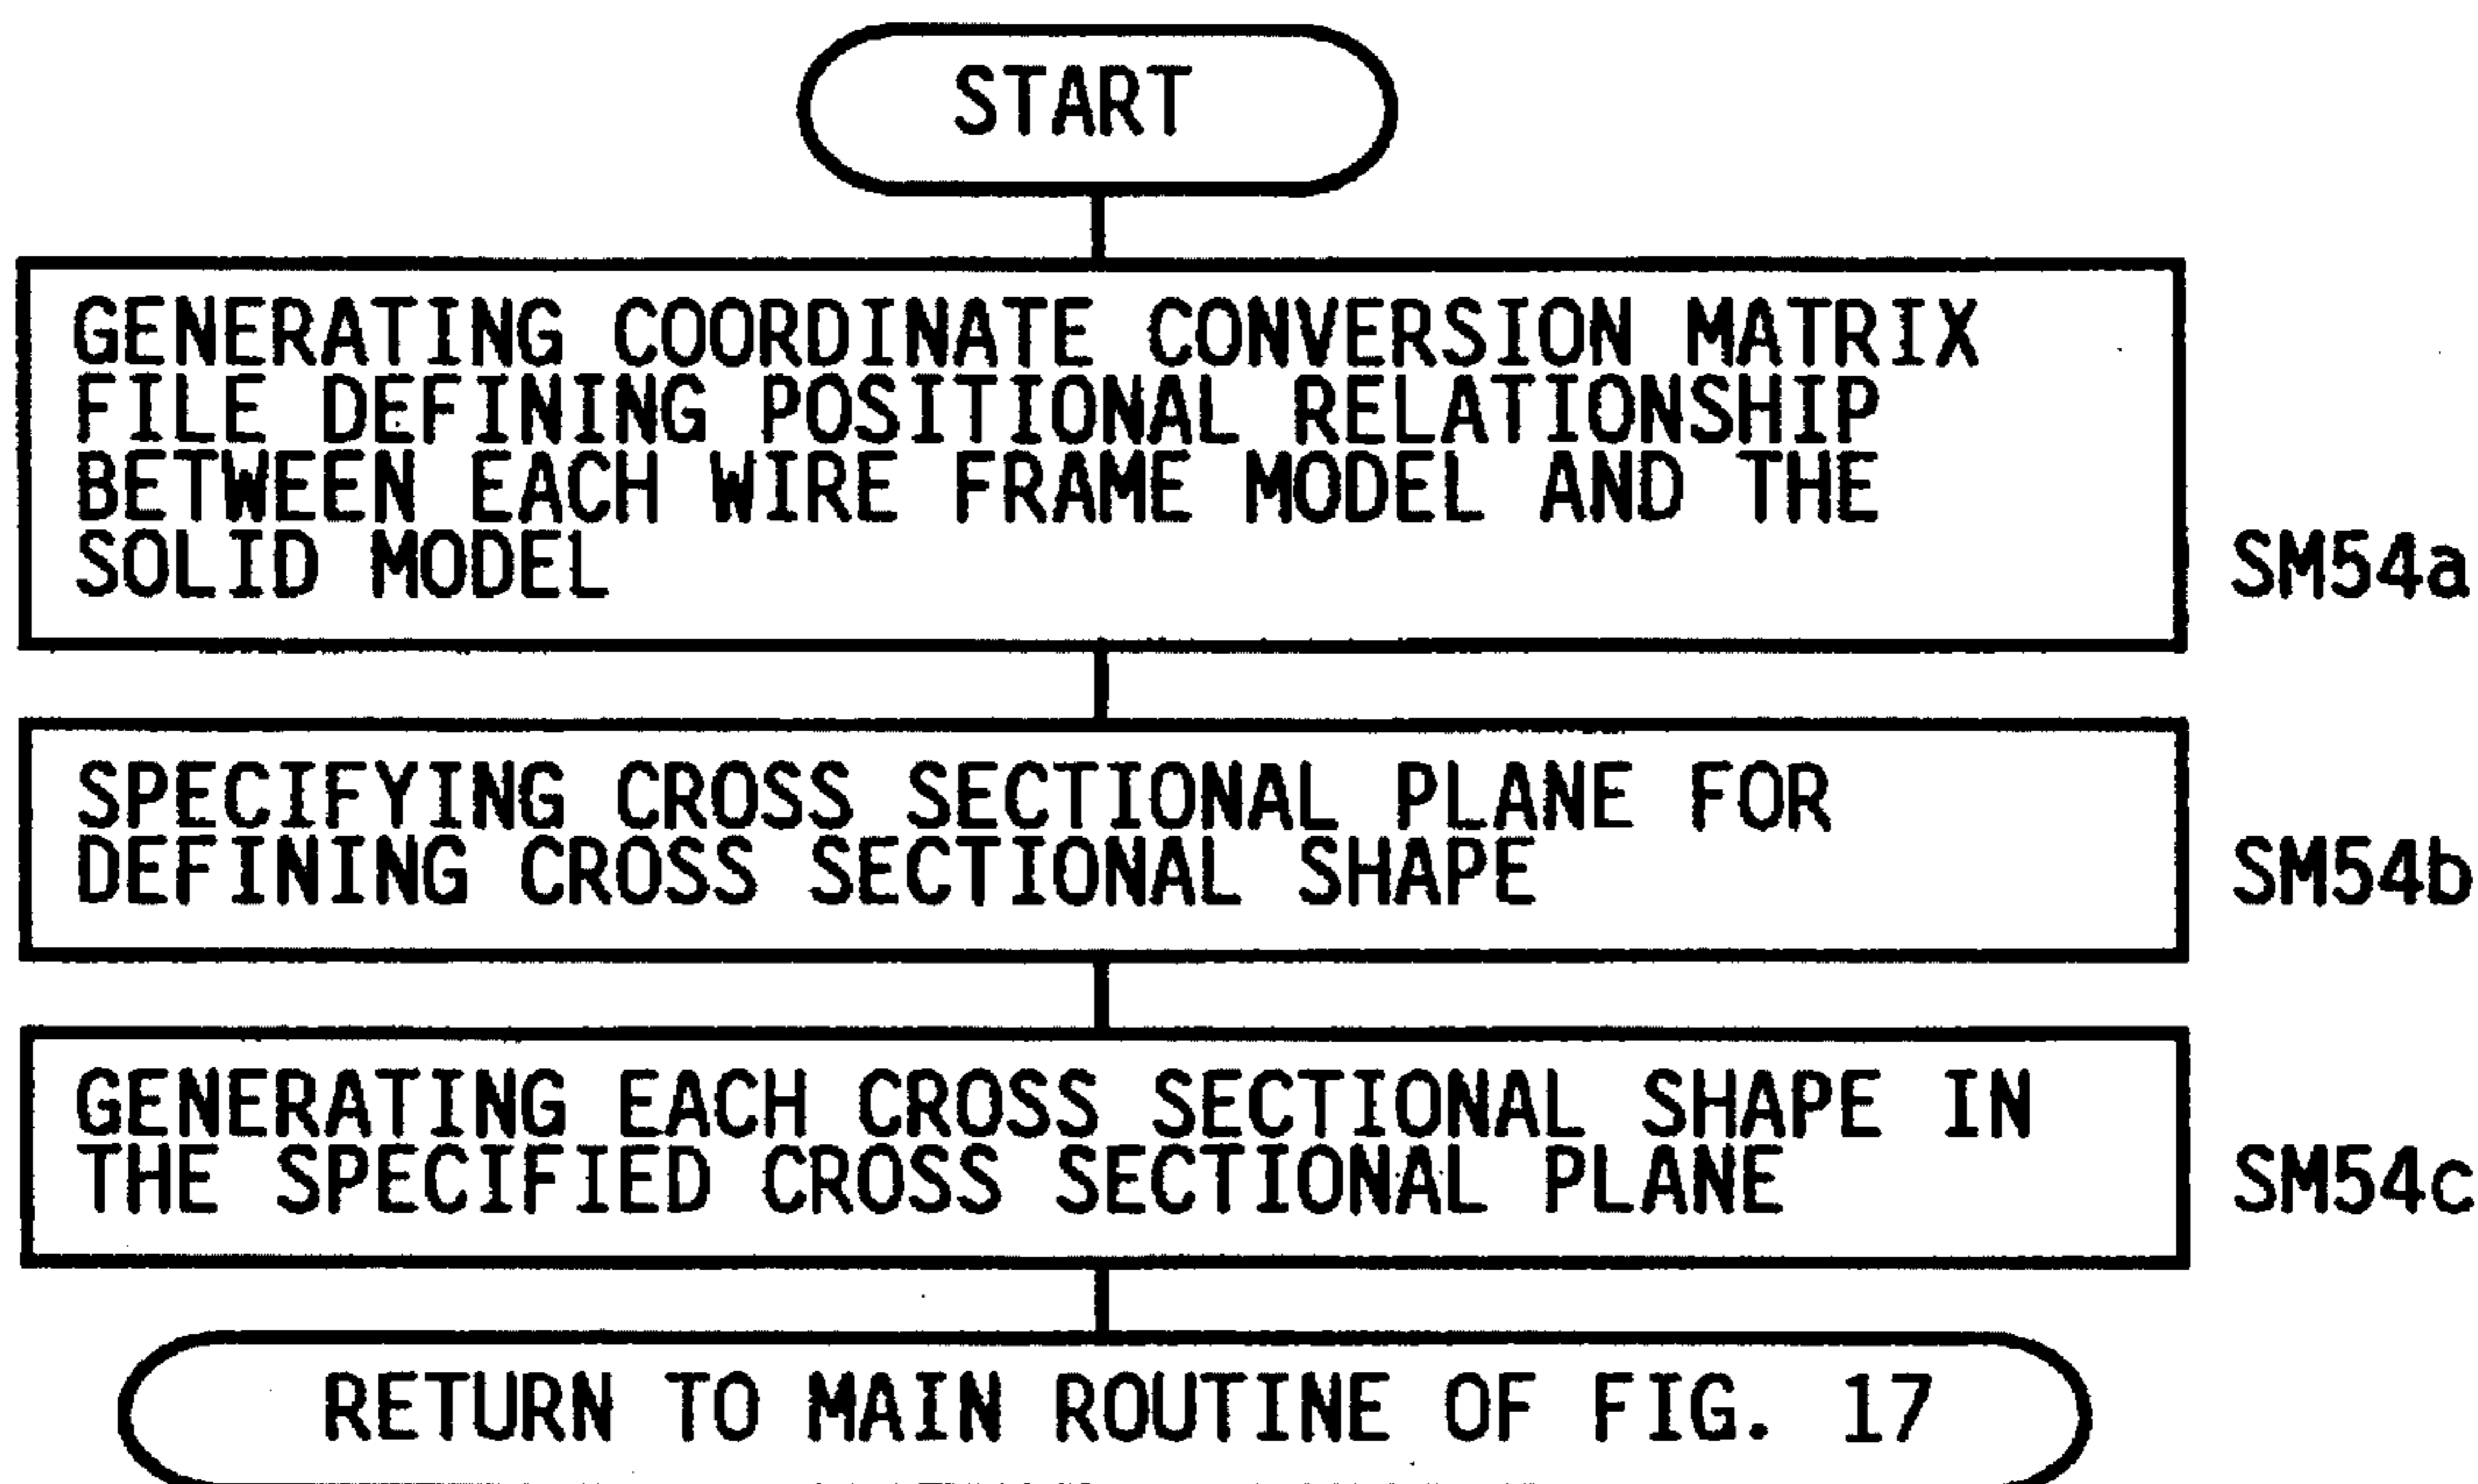 START
GENERATING COORDINATE CONVERSION MATRIX
FILE DEFINING POSITIONAL RELATIONSHIP
BETWEEN EACH WIRE FRAME MODEL AND THE
SOLID MODEL
SM54a
SPECIFYING CROSS SECTIONAL PLANE FOR
DEFINING CROSS SECTIONAL SHAPE
SM54b
GENERATING EACH CROSS SECTIONAL SHAPE IN
THE SPECIFIED CROSS SECTIONAL PLANE
SM54c
RETURN TO MAIN ROUTINE OF FIG. 17